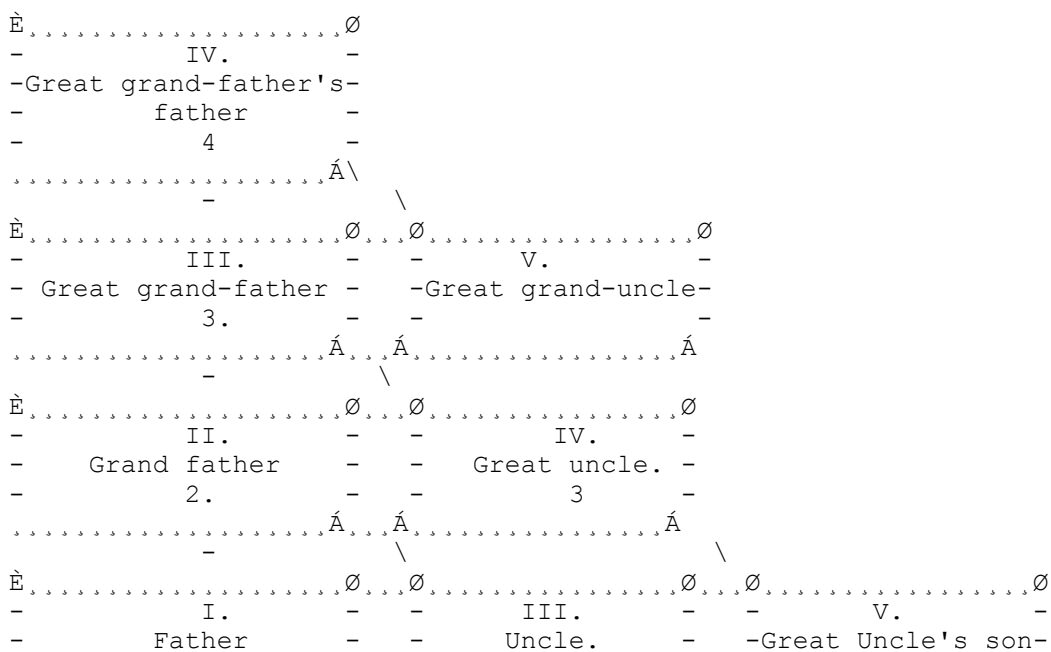 È¸¸¸¸¸¸¸¸¸¸¸¸¸¸¸¸¸¸¸¸Ø
-          IV.       -
-Great grand-father's-
-        father      -
-           4        -
¸¸¸¸¸¸¸¸¸¸¸¸¸¸¸¸¸¸¸¸Á\
            -           \
È¸¸¸¸¸¸¸¸¸¸¸¸¸¸¸¸¸¸¸¸Ø¸¸¸Ø¸¸¸¸¸¸¸¸¸¸¸¸¸¸¸¸¸Ø
-          III.      -   -      V.         -
- Great grand-father -   -Great grand-uncle-
-           3.       -   -                 -
¸¸¸¸¸¸¸¸¸¸¸¸¸¸¸¸¸¸¸¸Á¸¸¸Á¸¸¸¸¸¸¸¸¸¸¸¸¸¸¸¸¸Á
            -          \
È¸¸¸¸¸¸¸¸¸¸¸¸¸¸¸¸¸¸¸¸Ø¸¸¸Ø¸¸¸¸¸¸¸¸¸¸¸¸¸¸¸¸Ø
-          II.       -   -        IV.     -
-    Grand father    -   -   Great uncle. -
-          2.        -   -         3      -
¸¸¸¸¸¸¸¸¸¸¸¸¸¸¸¸¸¸¸¸Á¸¸¸Á¸¸¸¸¸¸¸¸¸¸¸¸¸¸¸¸Á
            -           \                   \
È¸¸¸¸¸¸¸¸¸¸¸¸¸¸¸¸¸¸¸¸Ø¸¸¸Ø¸¸¸¸¸¸¸¸¸¸¸¸¸¸¸¸Ø¸¸¸Ø¸¸¸¸¸¸¸¸¸¸¸¸¸¸¸¸¸Ø
-           I.       -   -      III.      -   -      V.         -
-        Father      -   -     Uncle.     -   -Great Uncle's son-